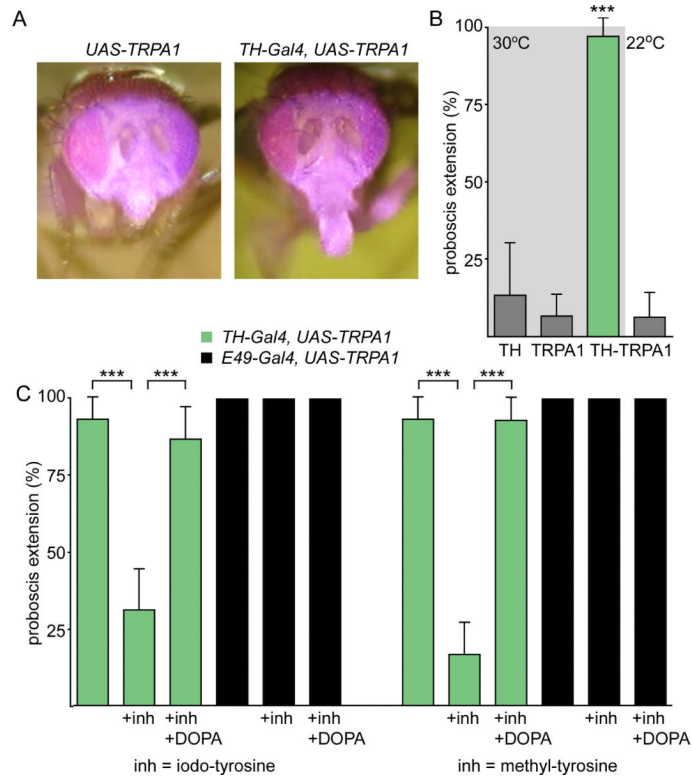 A
UAS-TRPA1
TH-Gal4, UAS-TRPA1
B
proboscis extension (%)
100
75
50
25
30ºC
***
22ºC
TH
TRPA1
TH-TRPA1
TH-Gal4, UAS-TRPA1
E49-Gal4, UAS-TRPA1
C
proboscis extension (%)
100
75
50
25
*** *** *** ***
+inh +inh +inh +inh +inh +inh +inh +inh
+DOPA +DOPA +DOPA +DOPA
inh = iodo-tyrosine inh = methyl-tyrosine